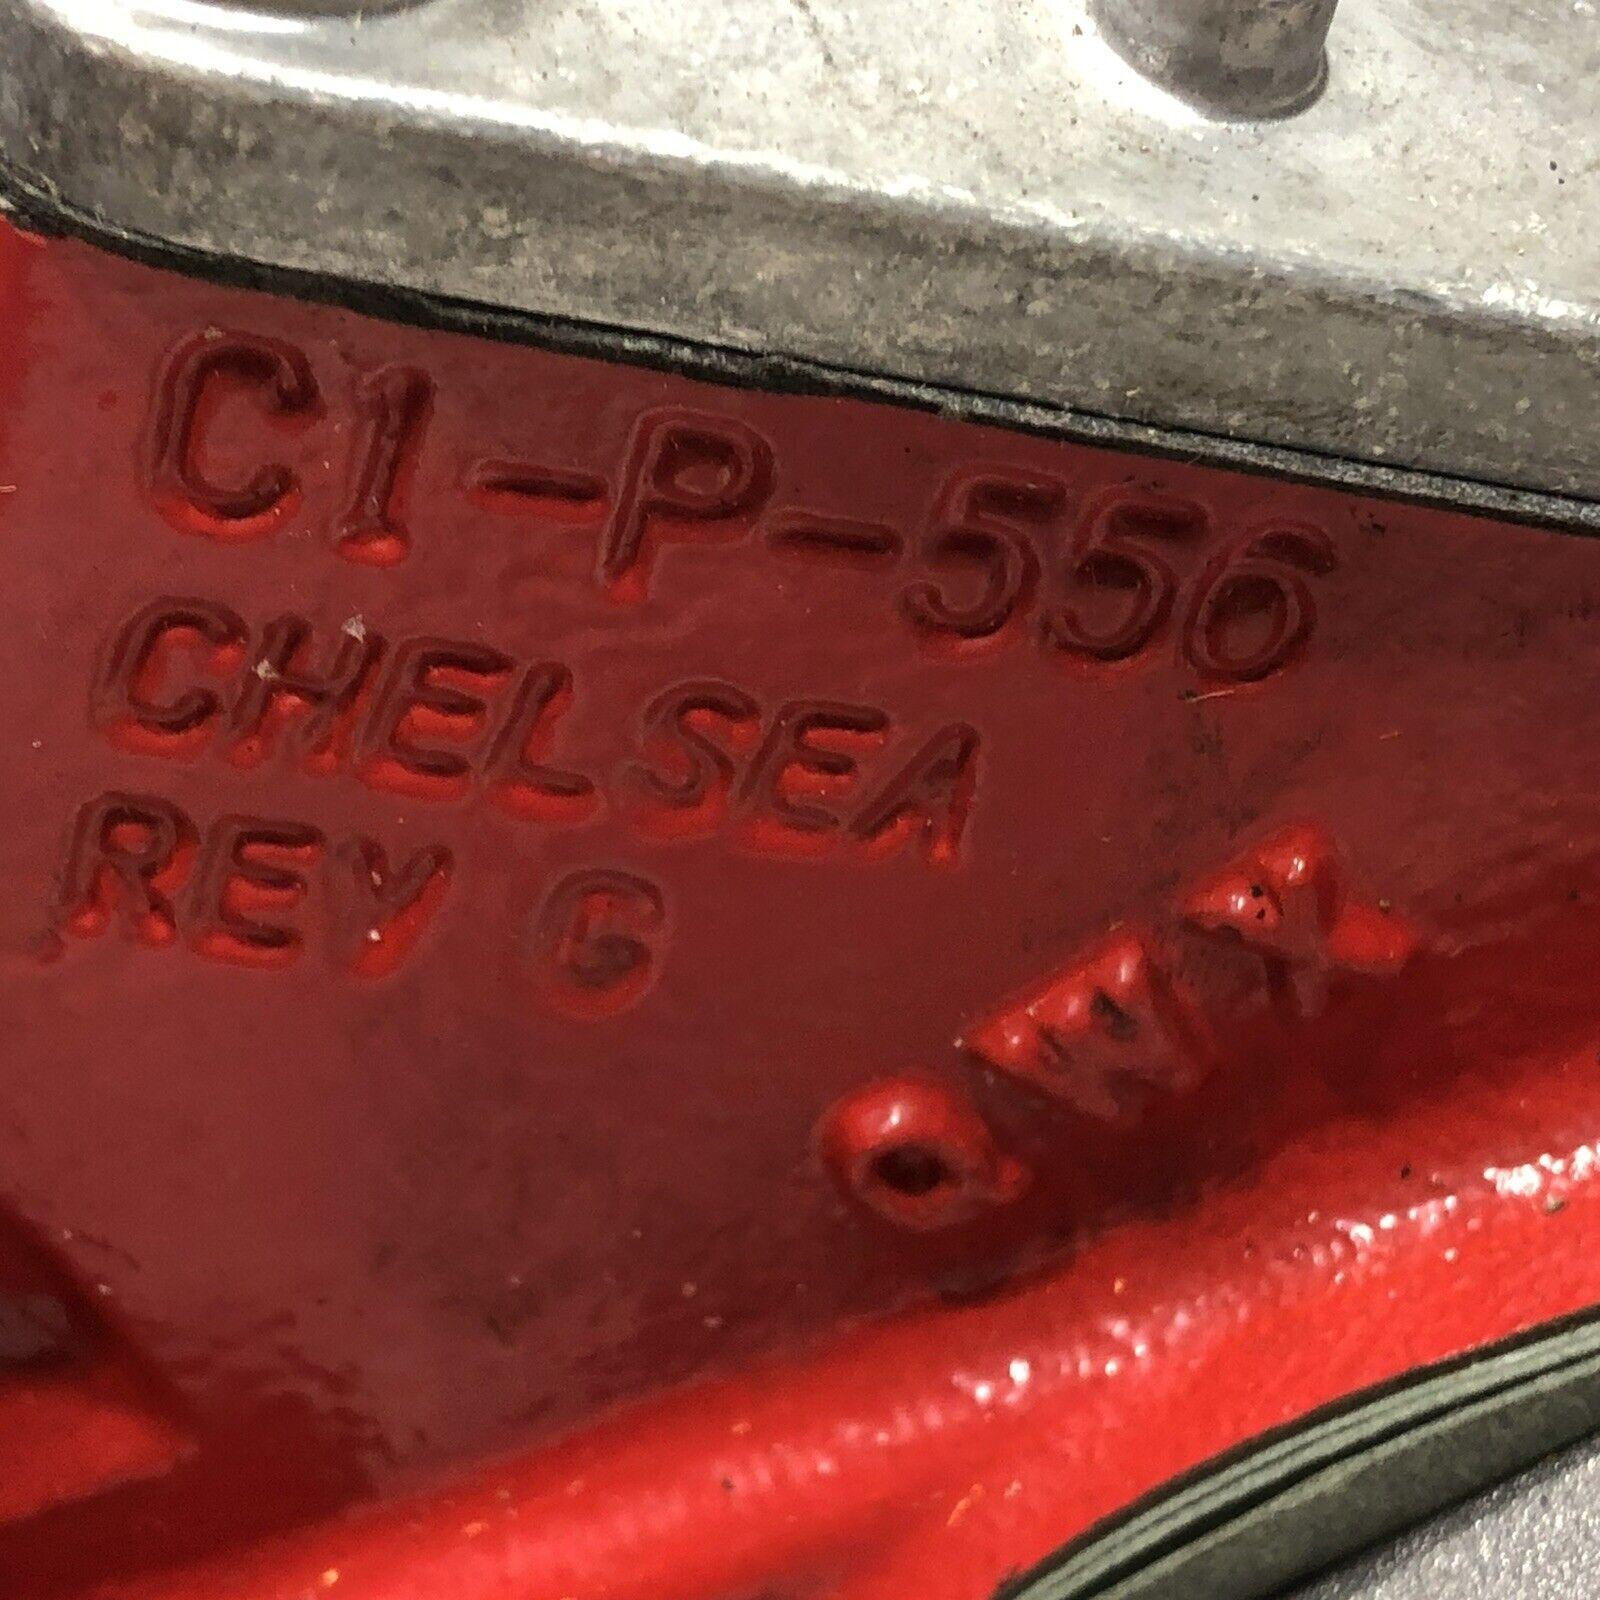 C1-P-556
CHELSEA
REV G